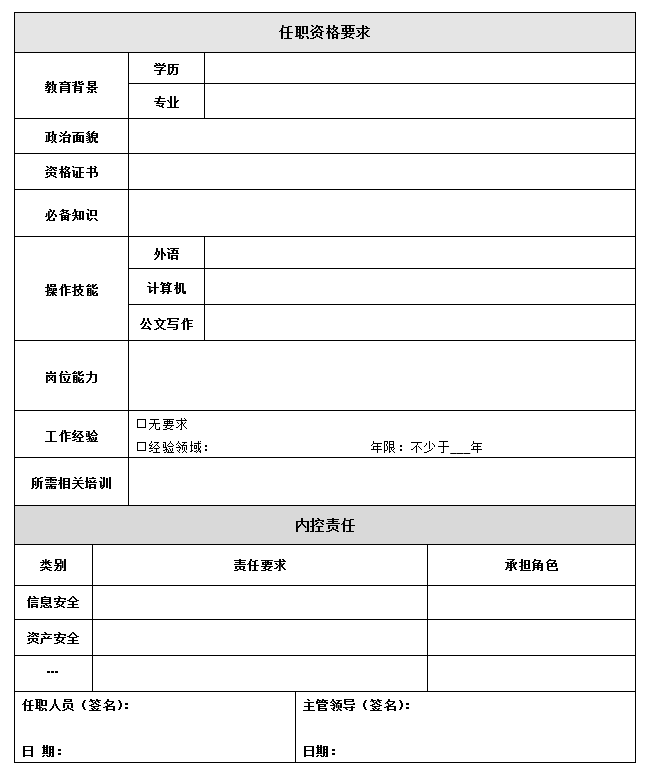 任职资格要求
教育背景
学历
专业
政治面貌
资格证书
必备知识
操作技能
外语
计算机
公文写作
岗位能力
工作经验
□无要求
□经验领域： 年限：不少于___年
所需相关培训
内控责任
类别 责任要求 承担角色
信息安全
资产安全
…
任职人员（签名）： 主管领导（签名）：
日 期： 日期：